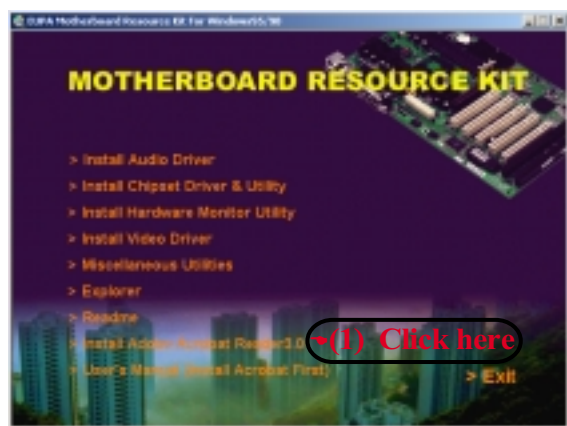 EUPA Motherboard Resource Kit for Windows95/98
MOTHERBOARD RESOURCE KIT
> Install Audio Driver
> Install Chipset Driver & Utility
> Install Hardware Monitor Utility
> Install Video Driver
> Miscellaneous Utilities
> Explorer
> Readme
> Install Adobe Acrobat Reader3.0 (1) Click here
> User's Manual (Install Acrobat First)
> Exit